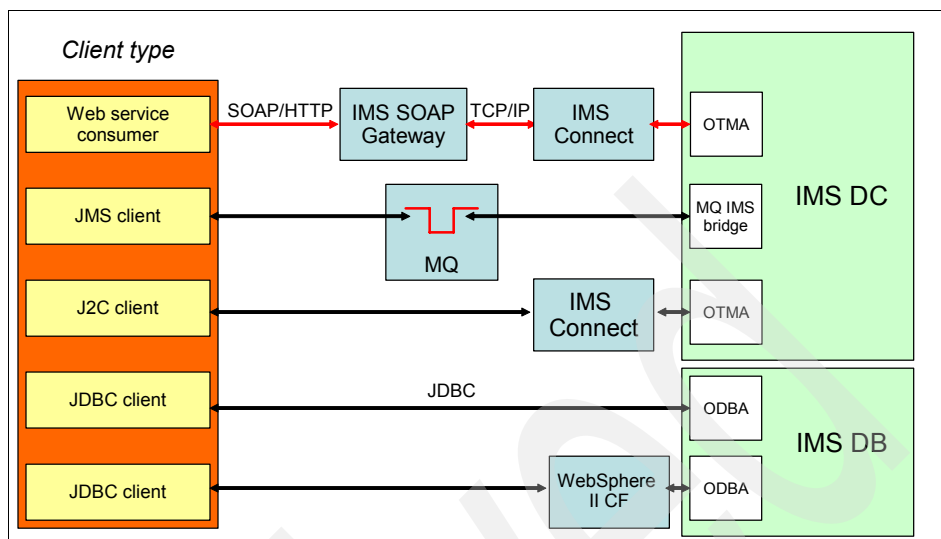 Client type
Web service
consumer
SOAP/HTTP
IMS SOAP
Gateway
TCP/IP
IMS
Connect
OTMA
IMS DC
JMS client
MQ
MQ IMS
bridge
J2C client
IMS
Connect
OTMA
JDBC client
JDBC
ODBA
IMS DB
JDBC client
WebSphere
II CF
ODBA